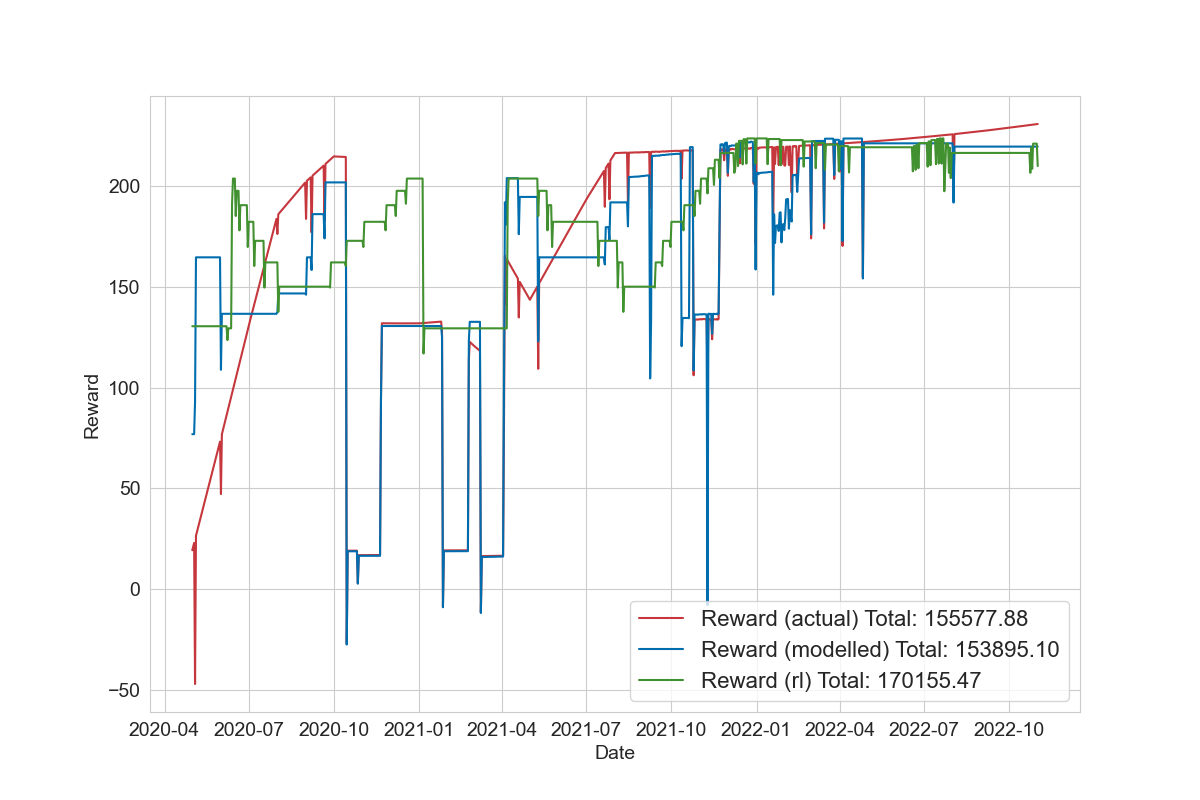 200
150
100
50
0
−50
Reward
Reward (actual) Total: 155577.88
Reward (modelled) Total: 153895.10
Reward (rl) Total: 170155.47
2020-04 2020-07 2020-10 2021-01 2021-04 2021-07 2021-10 2022-01 2022-04 2022-07 2022-10
Date